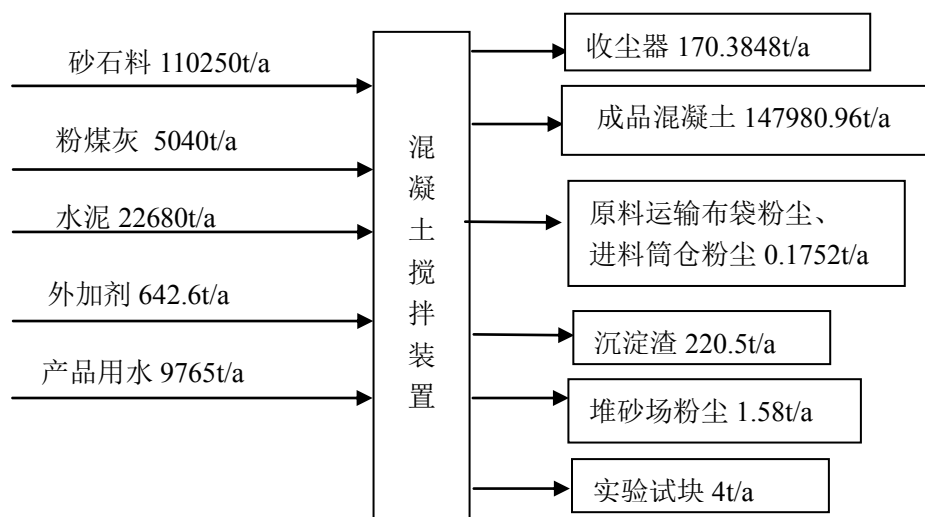 砂石料 110250t/a
粉煤灰 5040t/a
水泥 22680t/a
外加剂 642.6t/a
产品用水 9765t/a
混
凝
土
搅
拌
装
置
收尘器 170.3848t/a
成品混凝土 147980.96t/a
原料运输布袋粉尘、
进料筒仓粉尘 0.1752t/a
沉淀渣 220.5t/a
堆砂场粉尘 1.58t/a
实验试块 4t/a